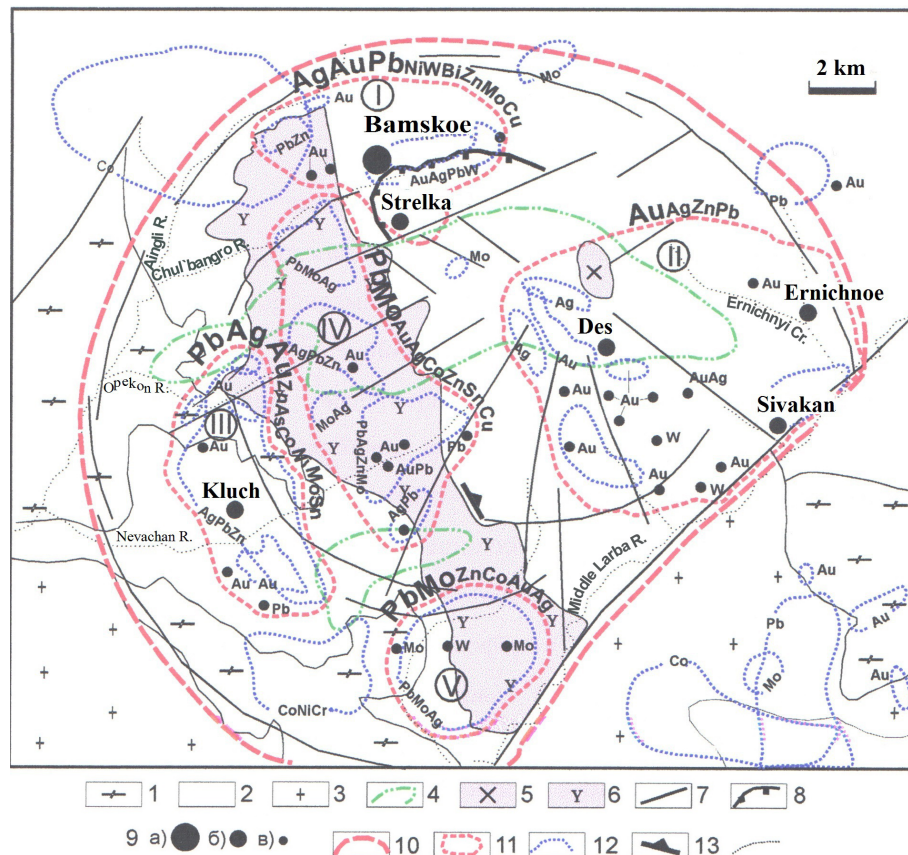 2 km
AgAuPbNiWBiZnMoCu
Mo
Au
I
Bamskoe
PbZn
Au
Co
AuAgPbW
Strelka
Pb
Au
AuAgZnPb
Y
Y
Aingli R.
Chul`bangro R.
PbMoAg
Y
Mo
II
×
Au
Ernichnoe
Ernichnyi Cr.
PbMoAuAgCoZnSnCu
Ag
Des
PbAgAuZnAsCoNiMoSn
IV
AgPbZn
Au
Ag
Au
Opekon R.
Au
AuAg
Au
Au
Sivakan
III
MoAg
Y
Au
Y
PbAgZnMo
Au
AuPb
Pb
W
Au
Kluch
AgPbZn
Y
AgPb
Au
Au
W
Au
Nevachan R.
Y
Middle Larba R.
Au
Au
Pb
PbMoZnCoAuAg
Au
Pb
Au
Y
Y
Mo
W
Mo
Co
Mo
Au
PbMoAg
Y
V
CoNiCr
1
2
3
4
5
Y
6
7
8
9 а)
б)
в)
10
11
12
13